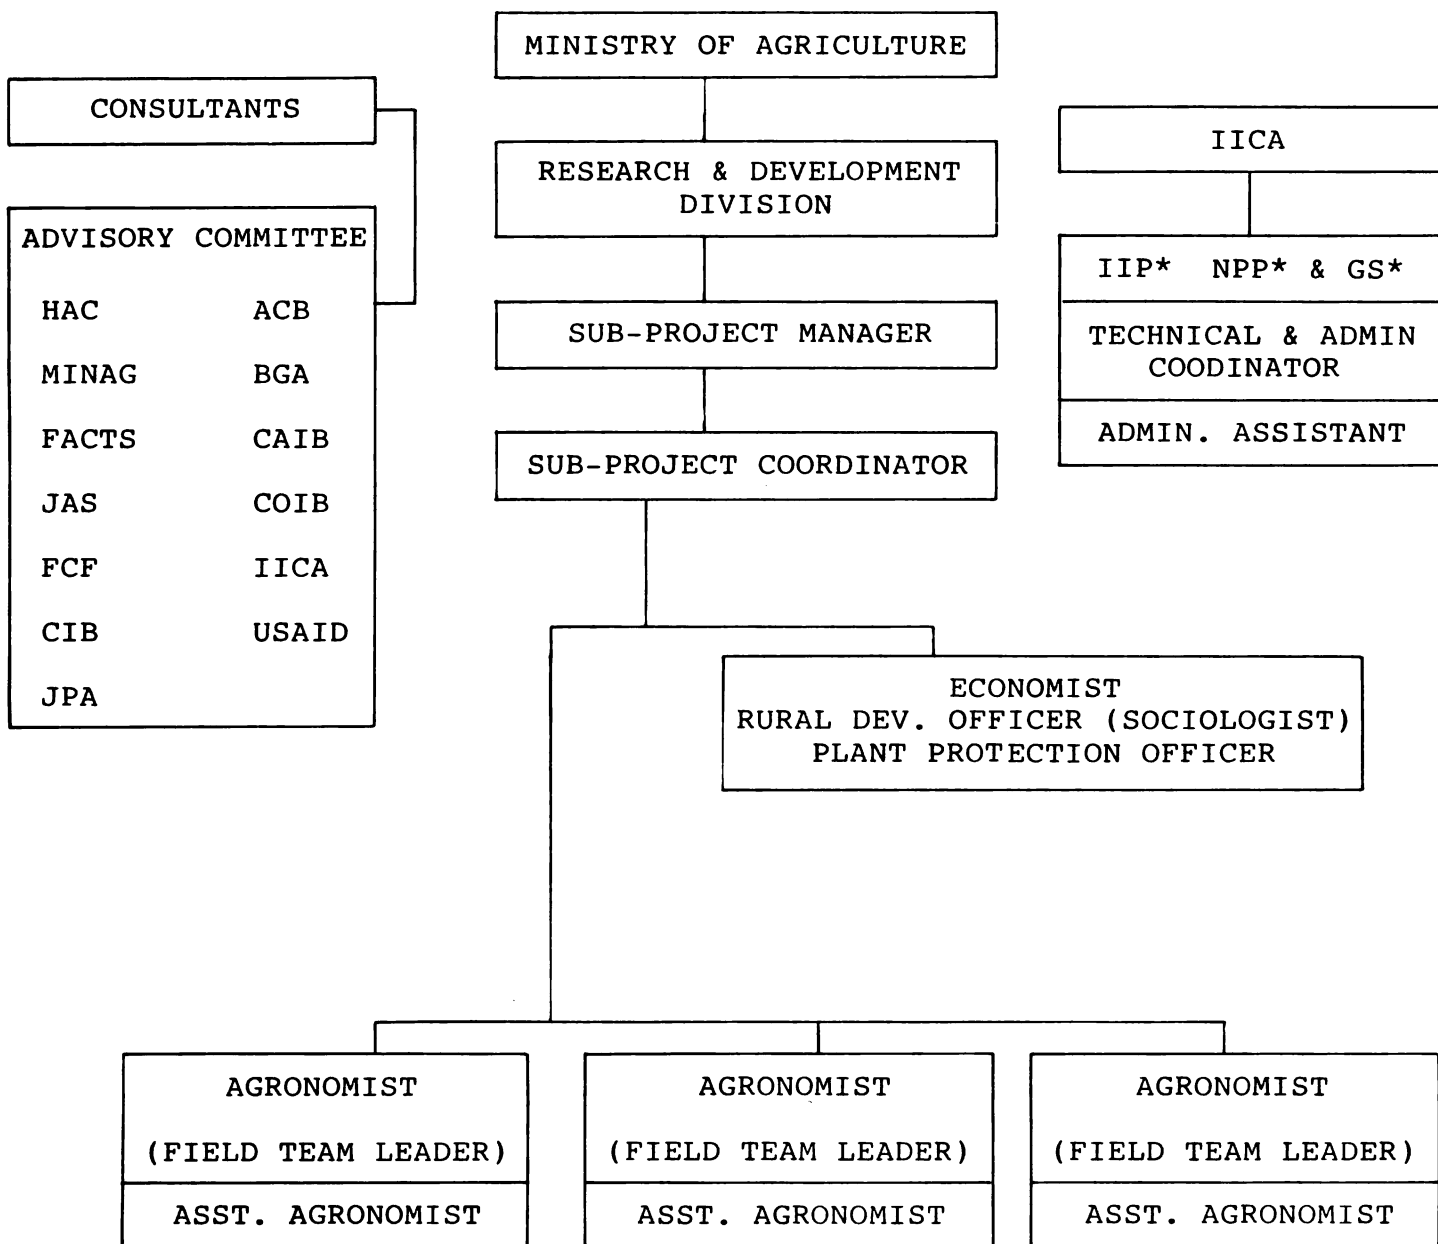 MINISTRY OF AGRICULTURE
CONSULTANTS
IICA
RESEARCH & DEVELOPMENT
DIVISION
ADVISORY COMMITTEE
HAC ACB
MINAG BGA
FACTS CAIB
JAS COIB
FCF IICA
CIB USAID
JPA
IIP* NPP* & GS*
TECHNICAL & ADMIN
COODINATOR
ADMIN. ASSISTANT
SUB-PROJECT MANAGER
SUB-PROJECT COORDINATOR
ECONOMIST
RURAL DEV. OFFICER (SOCIOLOGIST)
PLANT PROTECTION OFFICER
AGRONOMIST
(FIELD TEAM LEADER)
ASST. AGRONOMIST
AGRONOMIST
(FIELD TEAM LEADER)
ASST. AGRONOMIST
AGRONOMIST
(FIELD TEAM LEADER)
ASST. AGRONOMIST